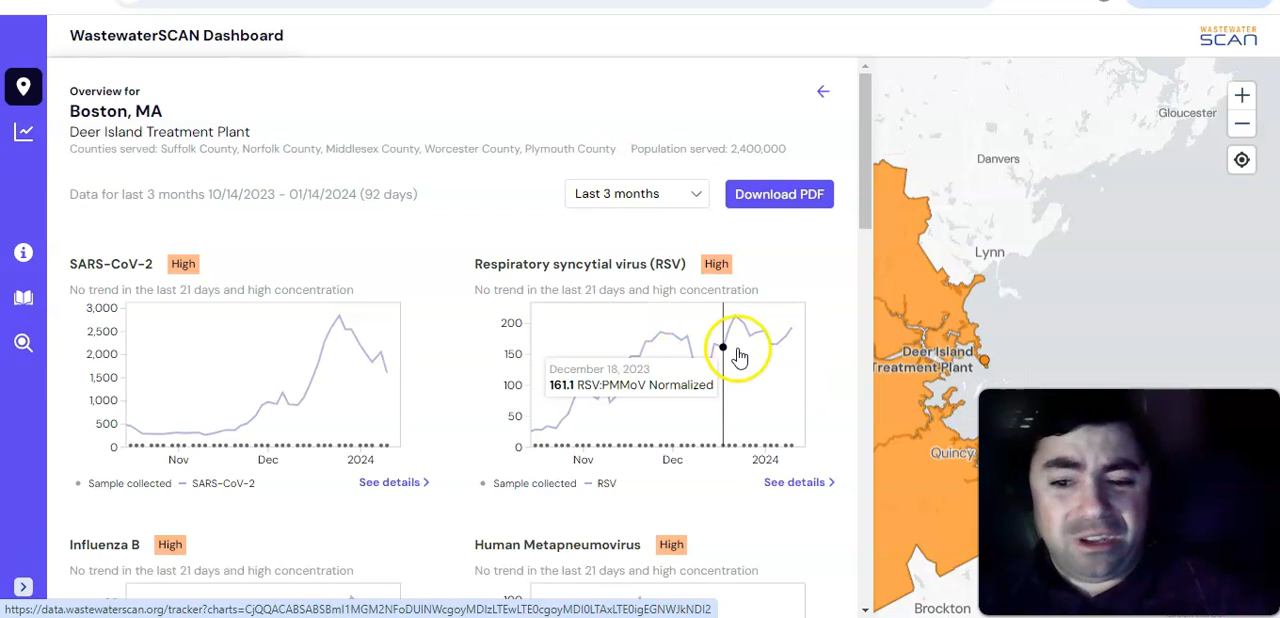 WastewaterSCAN Dashboard
WASTEWATER
SCAN
Overview for
Boston, MA
Deer Island Treatment Plant
Counties served: Suffolk County, Norfolk County, Middlesex County, Worcester County, Plymouth County Population served: 2,400,000
Data for last 3 months 10/14/2023 - 01/14/2024 (92 days)
Last 3 months
Download PDF
SARS-CoV-2 High
No trend in the last 21 days and high concentration
3,000
2,500
2,000
1,500
1,000
500
0
Nov Dec 2024
Sample collected SARS-CoV-2
See details
Respiratory syncytial virus (RSV) High
No trend in the last 21 days and high concentration
200
150
100
50
0
December 18, 2023
161.1 RSV:PMMoV Normalized
Nov Dec 2024
Sample collected RSV
See details
Influenza B High
No trend in the last 21 days and high concentration
Human Metapneumovirus High
No trend in the last 21 days and high concentration
Gloucester
Danvers
Lynn
Deer Island
Treatment Plant
Quincy
Brockton